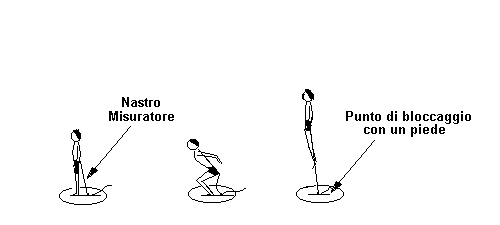 Nastro
Misuratore
Punto di bloccaggio
con un piede